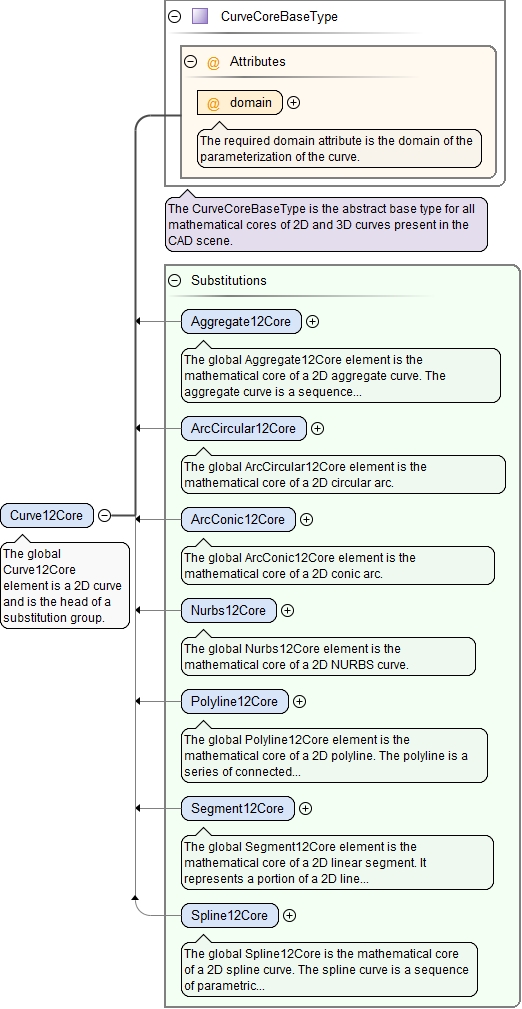 CurveCoreBaseType
@ Attributes
@ domain
The required domain attribute is the domain of the
parameterization of the curve.
The CurveCoreBaseType is the abstract base type for all
mathematical cores of 2D and 3D curves present in the
CAD scene.
Substitutions
Aggregate12Core
The global Aggregate12Core element is the
mathematical core of a 2D aggregate curve. The
aggregate curve is a sequence...
ArcCircular12Core
The global ArcCircular12Core element is the
mathematical core of a 2D circular arc.
Curve12Core
The global
Curve12Core
element is a 2D curve
and is the head of a
substitution group.
ArcConic12Core
The global ArcConic12Core element is the
mathematical core of a 2D conic arc.
Nurbs12Core
The global Nurbs12Core element is the
mathematical core of a 2D NURBS curve.
Polyline12Core
The global Polyline12Core element is the
mathematical core of a 2D polyline. The polyline is a
series of connected...
Segment12Core
The global Segment12Core element is the
mathematical core of a 2D linear segment. It
represents a portion of a 2D line...
Spline12Core
The global Spline12Core is the mathematical core
of a 2D spline curve. The spline curve is a sequence
of parametric...